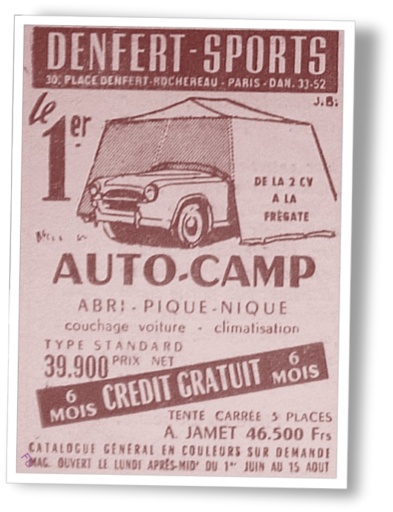 DENFERT-SPORTS
30, PLACE DENFERT-ROCHEREAU - PARIS - DAN. 33-52
J.B.
le
1er
DE LA 2 CV
A LA
FRÉGATE
AUTO-CAMP
ABRI - PIQUE-NIQUE
couchage voiture - climatisation
TYPE STANDARD
39.900 PRIX NET
6 MOIS CREDIT GRATUIT 6 MOIS
TENTE CARRÉE 5 PLACES
A. JAMET 46.500 Frs
CATALOGUE GÉNÉRAL EN COULEURS SUR DEMANDE
MAG. OUVERT LE LUNDI APRÈS-MIDI DU 1er JUIN AU 15 AOUT